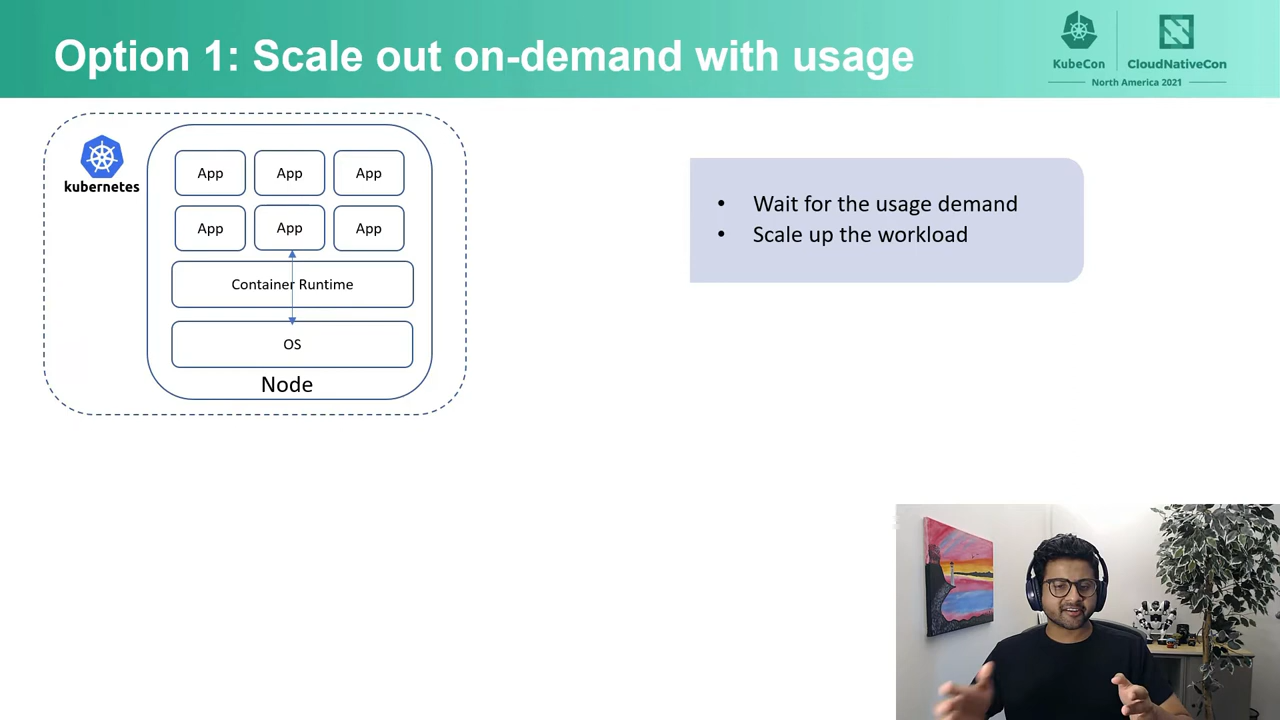 Option 1: Scale out on-demand with usage
KubeCon
CloudNativeCon
North America 2021
kubernetes
App
App
App
App
App
App
Container Runtime
OS
Node
• Wait for the usage demand
• Scale up the workload